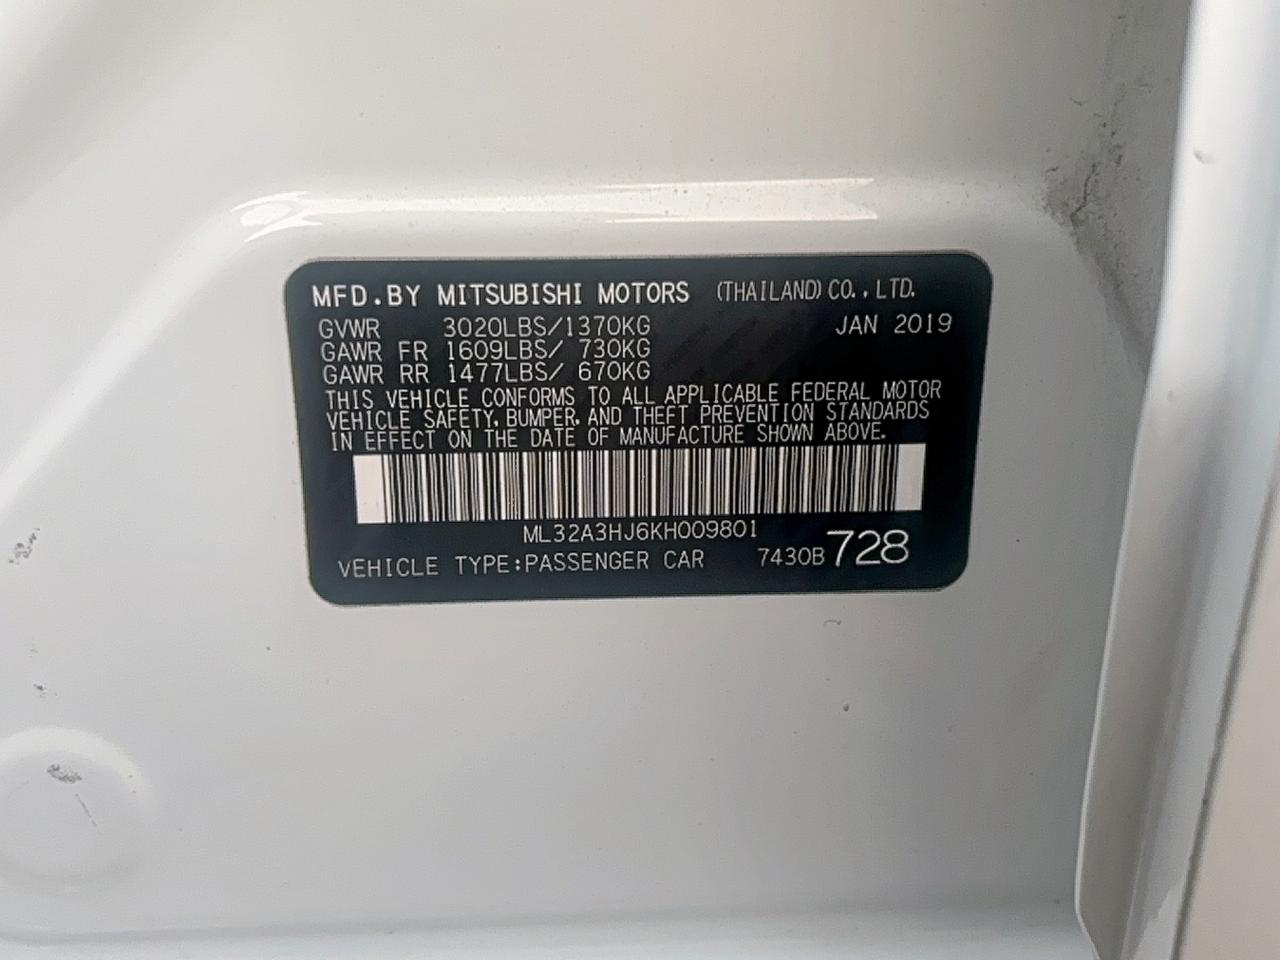 MFD.BY MITSUBISHI MOTORS (THAILAND) CO., LTD.
GVWR 3020LBS/1370KG JAN 2019
GAWR FR 1609LBS/ 730KG
GAWR RR 1477LBS/ 670KG
THIS VEHICLE CONFORMS TO ALL APPLICABLE FEDERAL MOTOR
VEHICLE SAFETY, BUMPER, AND THEFT PREVENTION STANDARDS
IN EFFECT ON THE DATE OF MANUFACTURE SHOWN ABOVE.
ML32A3HJ6KH009801
VEHICLE TYPE:PASSENGER CAR 7430B 728